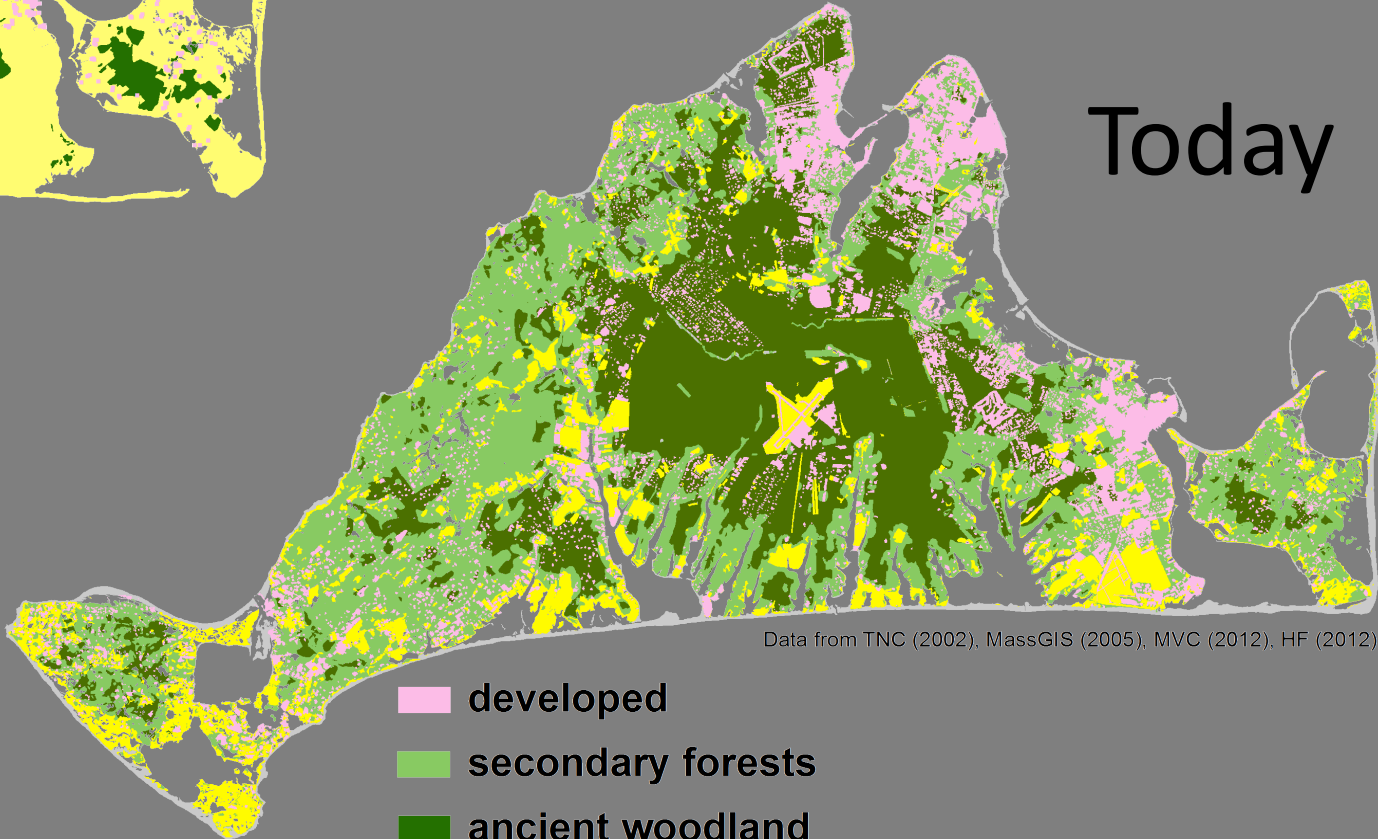 Today
Data from TNC (2002), MassGIS (2005), MVC (2012), HF (2012)
developed
secondary forests
ancient woodland